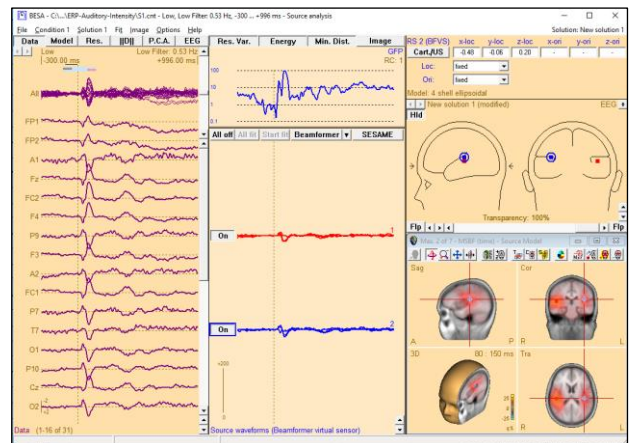 BESA - C:\...\ERP-Auditory-Intensity\S1.cnt - Low, Low Filter: 0.53 Hz, -300 ... +996 ms - Source analysis
File Condition 1 Solution 1 Fit Image Options Help
Solution: New solution 1
Data Model Res. ||D|| P.C.A. EEG
Low Low Filter: 0.53 Hz
-300.00 ms +996.00 ms
All
FP1
FP2
A1
Fz
FC2
F4
P9
F3
A2
FC1
P7
T7
O1
P10
Cz
O2
Data (1-16 of 31)
Res. Var. Energy Min. Dist. Image
GFP
RC: 1
100
10
1
0.1
All off All fit Start fit Beamformer SESAME
On 1
On 2
+200
0
Source waveforms (Beamformer virtual sensor)
RS 2 (BFVS) x-loc y-loc z-loc x-ori y-ori z-ori
Cart./US -0.48 -0.06 0.20 - - -
Loc: fixed
Ori: fixed
Model: 4 shell ellipsoidal
New solution 1 (modified) EEG
Hld
Transparency: 100%
Flp Flp
Sag Cor
A P R L
3D 80 : 150 ms Tra
R L